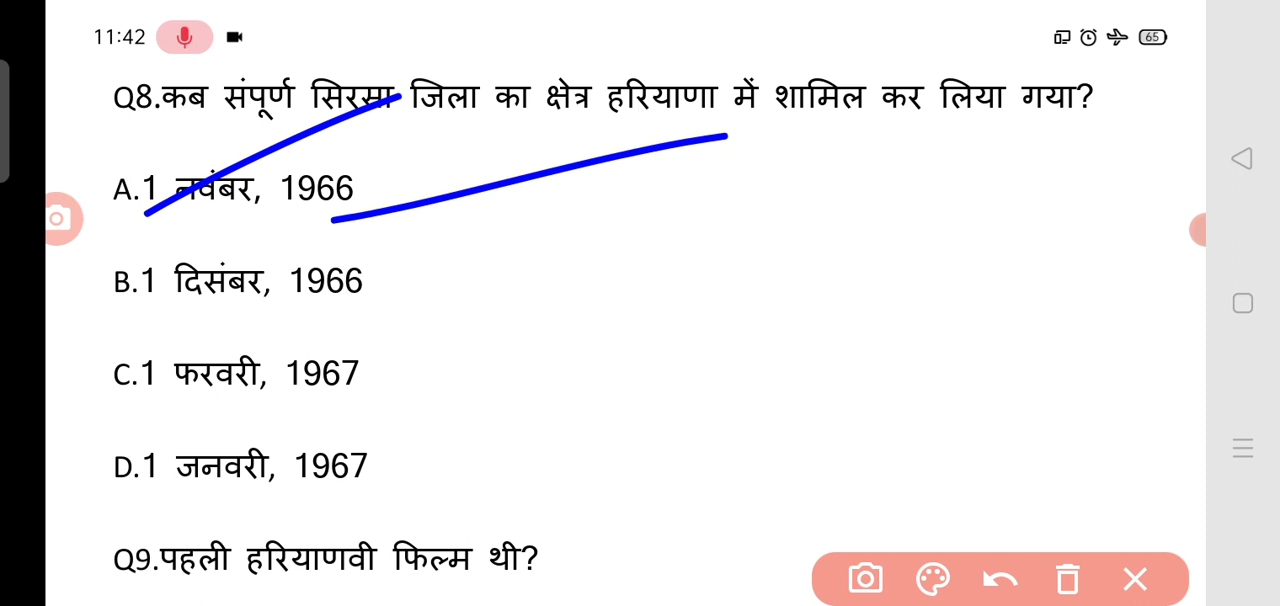 11:42
65
Q8.कब संपूर्ण सिरसा जिला का क्षेत्र हरियाणा में शामिल कर लिया गया?
A.1 नवंबर, 1966
B.1 दिसंबर, 1966
C.1 फरवरी, 1967
D.1 जनवरी, 1967
Q9.पहली हरियाणवी फिल्म थी?